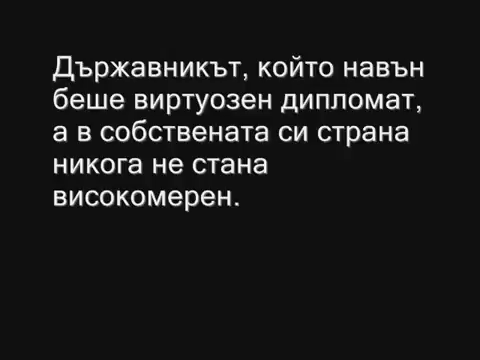 Държавникът, който навън
беше виртуозен дипломат,
а в собствената си страна
никога не стана
високомерен.